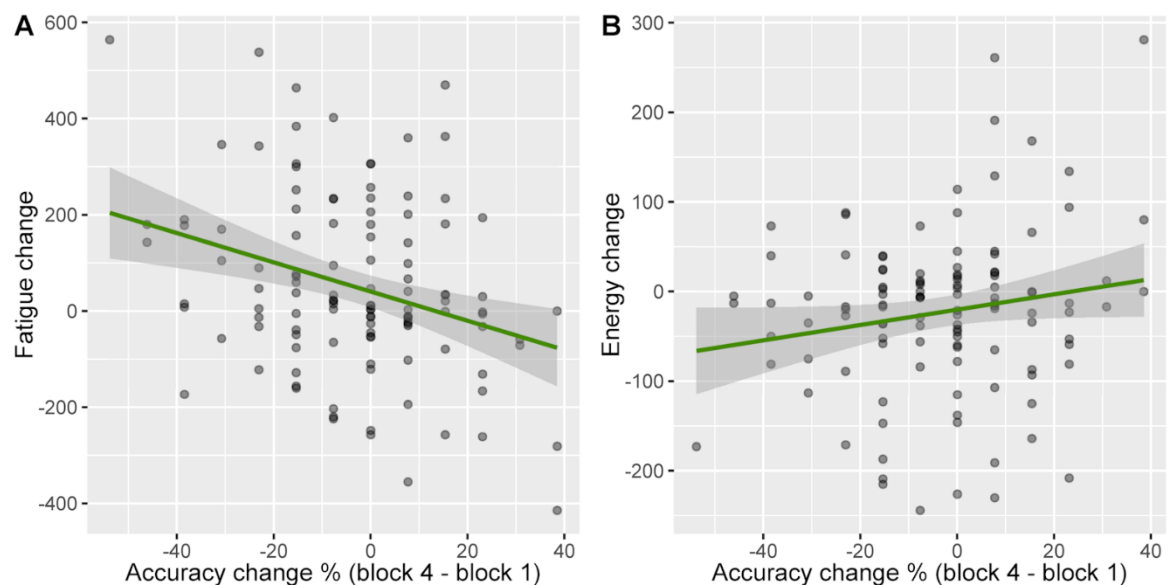 A
600
400
200
0
-200
-400
Fatigue change
-40 -20 0 20 40
Accuracy change % (block 4 - block 1)
B
300
200
100
0
-100
-200
Energy change
-40 -20 0 20 40
Accuracy change % (block 4 - block 1)